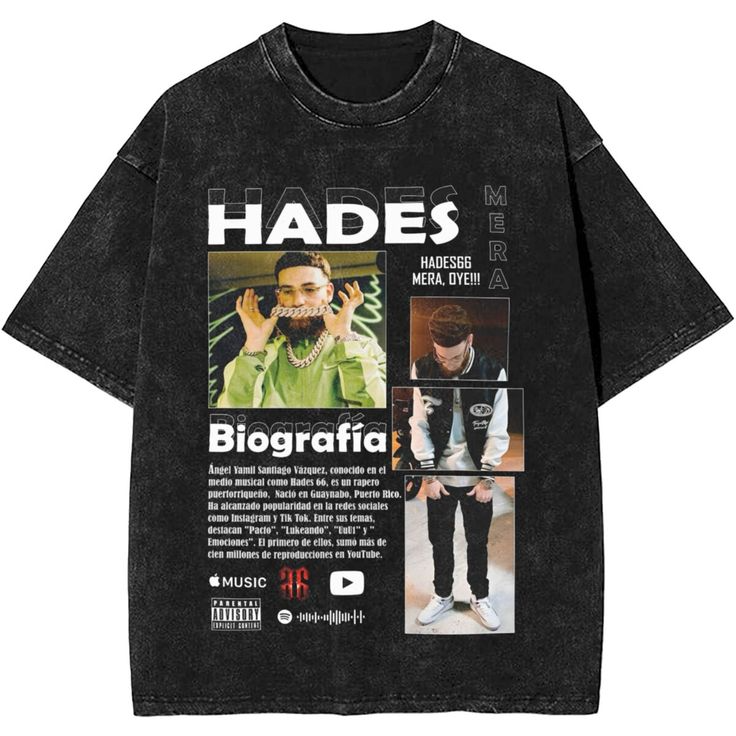 HADES
HADES
MERA
HADES66
MERA, OYE!!!
Biografía
Biografía
Ángel Yamil Santiago Vázquez, conocido en el
medio musical como Hades 66, es un rapero
puertorriqueño, Nació en Guaynabo, Puerto Rico.
Ha alcanzado popularidad en la redes sociales
como Instagram y Tik Tok. Entre sus temas,
destacan "Pacto", "Lukeando", "UuU1" y "
Emociones". El primero de ellos, sumó más de
cien millones de reproducciones en YouTube.
MUSIC
66
PARENTAL
ADVISORY
EXPLICIT CONTENT